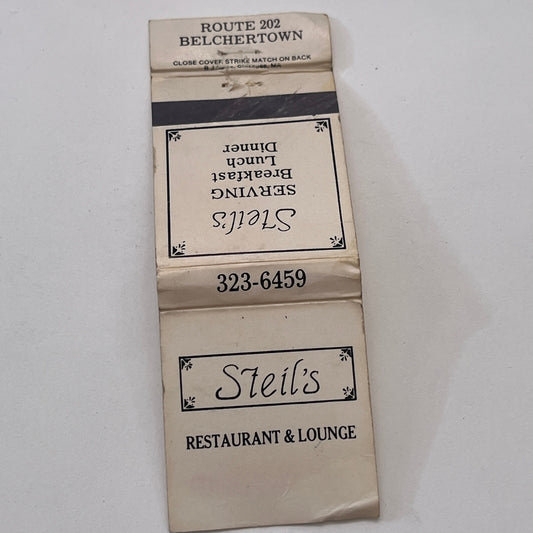 ROUTE 202
BELCHERTOWN
CLOSE COVER, STRIKE MATCH ON BACK
MA
Steil's
SERVING
Breakfast
Lunch
Dinner
323-6459
Steil's
RESTAURANT & LOUNGE